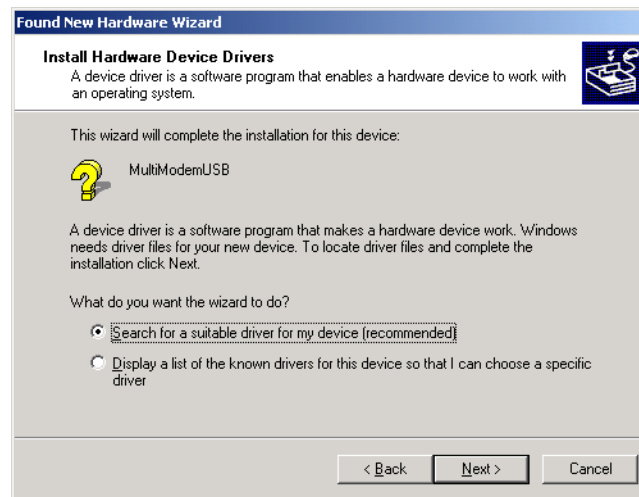 Found New Hardware Wizard
Install Hardware Device Drivers
A device driver is a software program that enables a hardware device to work with
an operating system.
This wizard will complete the installation for this device:
MultiModemUSB
A device driver is a software program that makes a hardware device work. Windows
needs driver files for your new device. To locate driver files and complete the
installation click Next.
What do you want the wizard to do?
Search for a suitable driver for my device (recommended)
Display a list of the known drivers for this device so that I can choose a specific
driver
< Back Next > Cancel